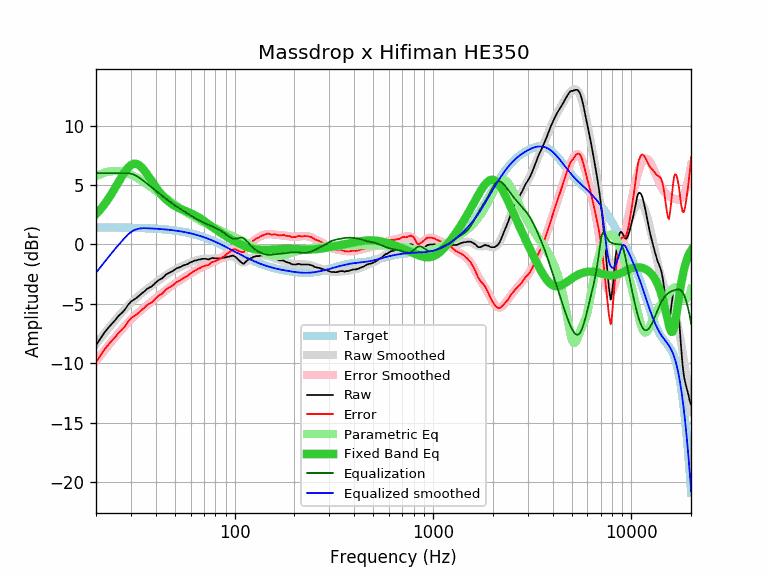 Massdrop x Hifiman HE350
Amplitude (dBr)
10
5
0
−5
−10
−15
−20
Target
Raw Smoothed
Error Smoothed
Raw
Error
Parametric Eq
Fixed Band Eq
Equalization
Equalized smoothed
100
1000
10000
Frequency (Hz)